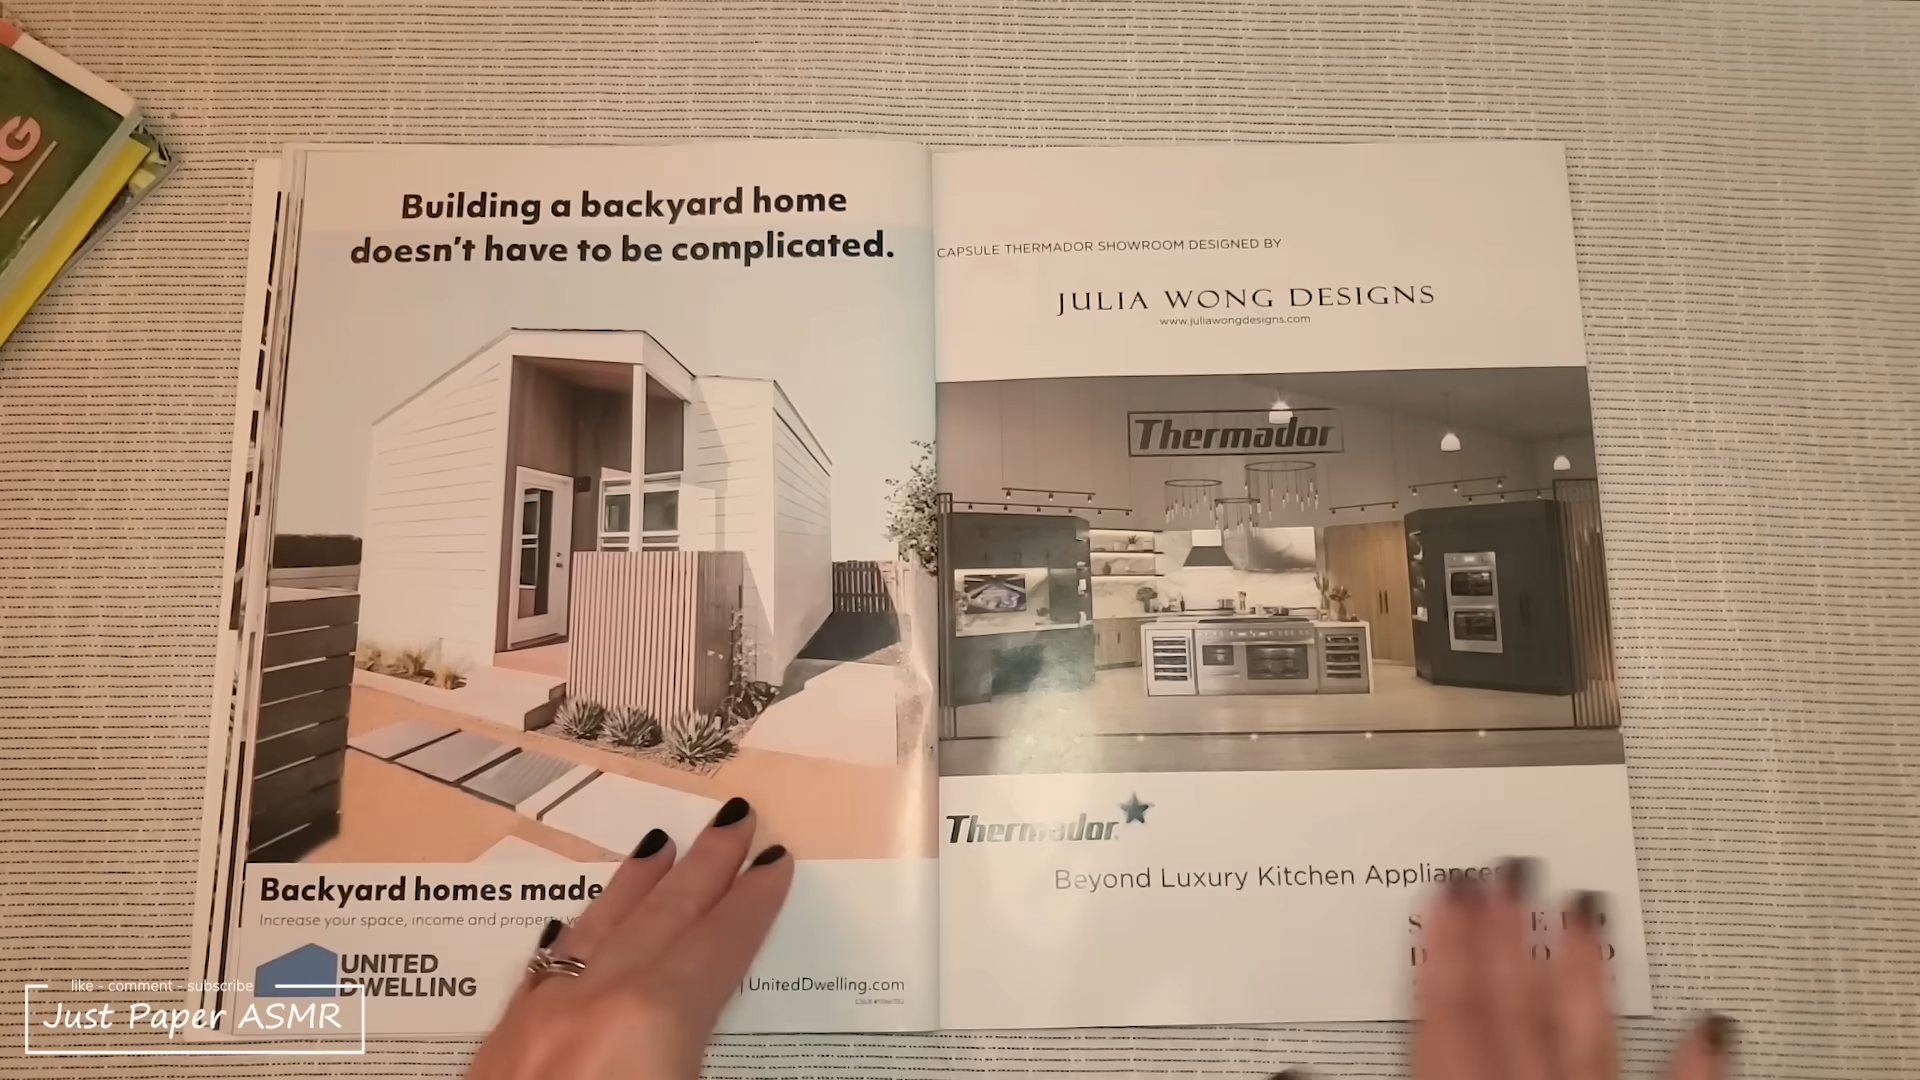 Building a backyard home
doesn't have to be complicated.
Backyard homes made
Increase your space, income and property
UNITED
DWELLING
| UnitedDwelling.com
CAPSULE THERMADOR SHOWROOM DESIGNED BY
JULIA WONG DESIGNS
www.juliawongdesigns.com
Thermador
Thermador
Beyond Luxury Kitchen Appliances
like - comment - subscribe
Just Paper ASMR